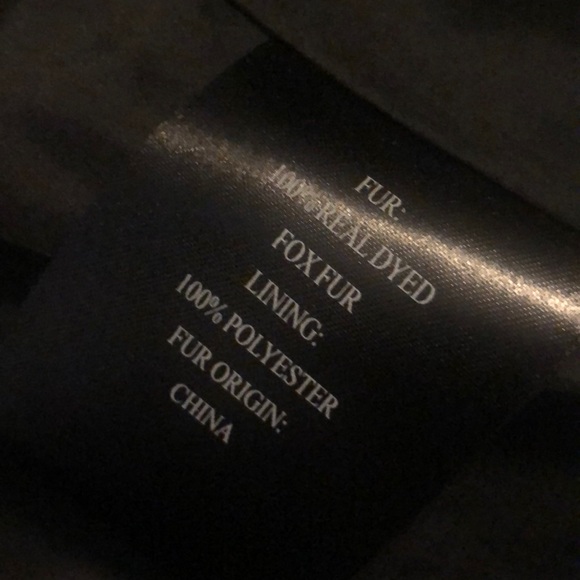 FUR:
100% REAL DYED
FOX FUR
LINING:
100% POLYESTER
FUR ORIGIN:
CHINA